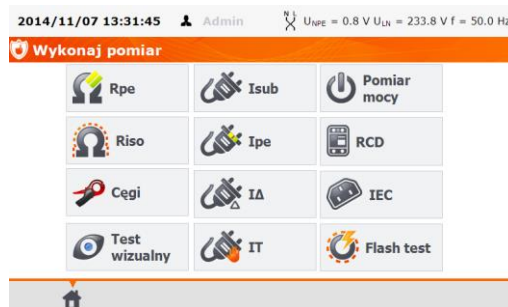 2014/11/07 13:31:45 Admin N L UNPE = 0.8 V ULN = 233.8 V f = 50.0 Hz
Wykonaj pomiar
Rpe Isub Pomiar mocy
Riso Ipe RCD
Cęgi IΔ IEC
Test wizualny IT Flash test